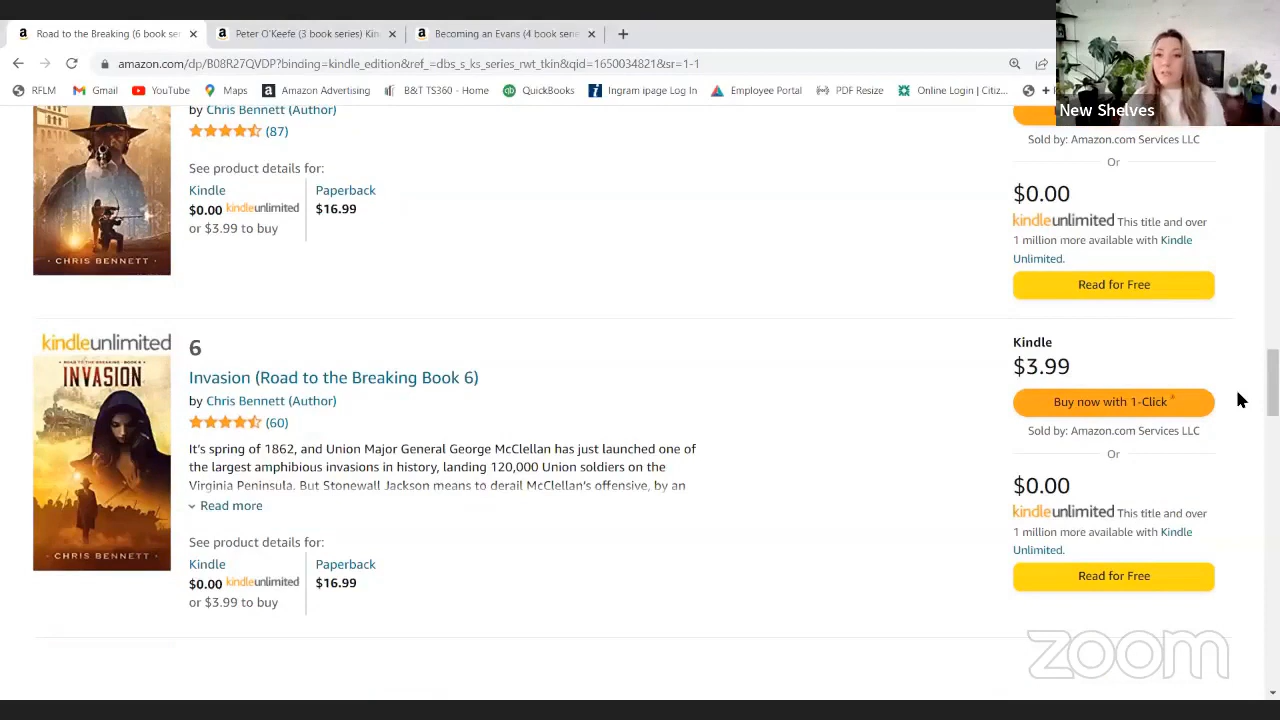 Road to the Breaking (6 book ser
Peter O'Keefe (3 book series) Kin
Becoming an Evans (4 book serie
amazon.com/dp/B08R27QVDP?binding=kindle_edition&ref_=dbs_s_ks_series_rwt_tkin&qid=1650034821&sr=1-1
RFLM Gmail YouTube Maps Amazon Advertising B&T TS360 - Home QuickBooks Ingram ipage Log In Employee Portal PDF Resize Online Login | Citiz...
New Shelves
by Chris Bennett (Author)
(87)
See product details for:
Kindle
$0.00 kindleunlimited
or $3.99 to buy
Paperback
$16.99
· CHRIS BENNETT ·
Sold by: Amazon.com Services LLC
Or
$0.00
kindleunlimited This title and over
1 million more available with Kindle
Unlimited.
Read for Free
kindleunlimited
· ROAD TO THE BREAKING · BOOK 6 ·
INVASION
· CHRIS BENNETT ·
6
Invasion (Road to the Breaking Book 6)
by Chris Bennett (Author)
(60)
It's spring of 1862, and Union Major General George McClellan has just launched one of
the largest amphibious invasions in history, landing 120,000 Union soldiers on the
Virginia Peninsula. But Stonewall Jackson means to derail McClellan's offensive, by an
Read more
See product details for:
Kindle
$0.00 kindleunlimited
or $3.99 to buy
Paperback
$16.99
Kindle
$3.99
Buy now with 1-Click
Sold by: Amazon.com Services LLC
Or
$0.00
kindleunlimited This title and over
1 million more available with Kindle
Unlimited.
Read for Free
zoom